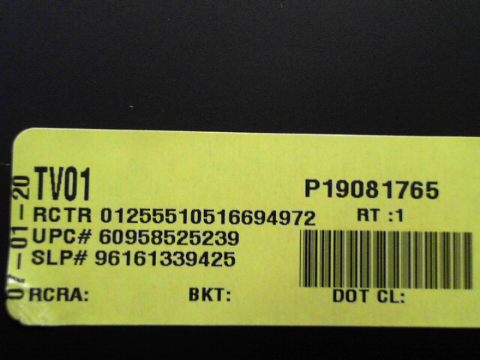 07-01-20
TV01 P19081765
RCTR 01255510516694972 RT :1
UPC# 60958525239
SLP# 96161339425
RCRA: BKT: DOT CL: